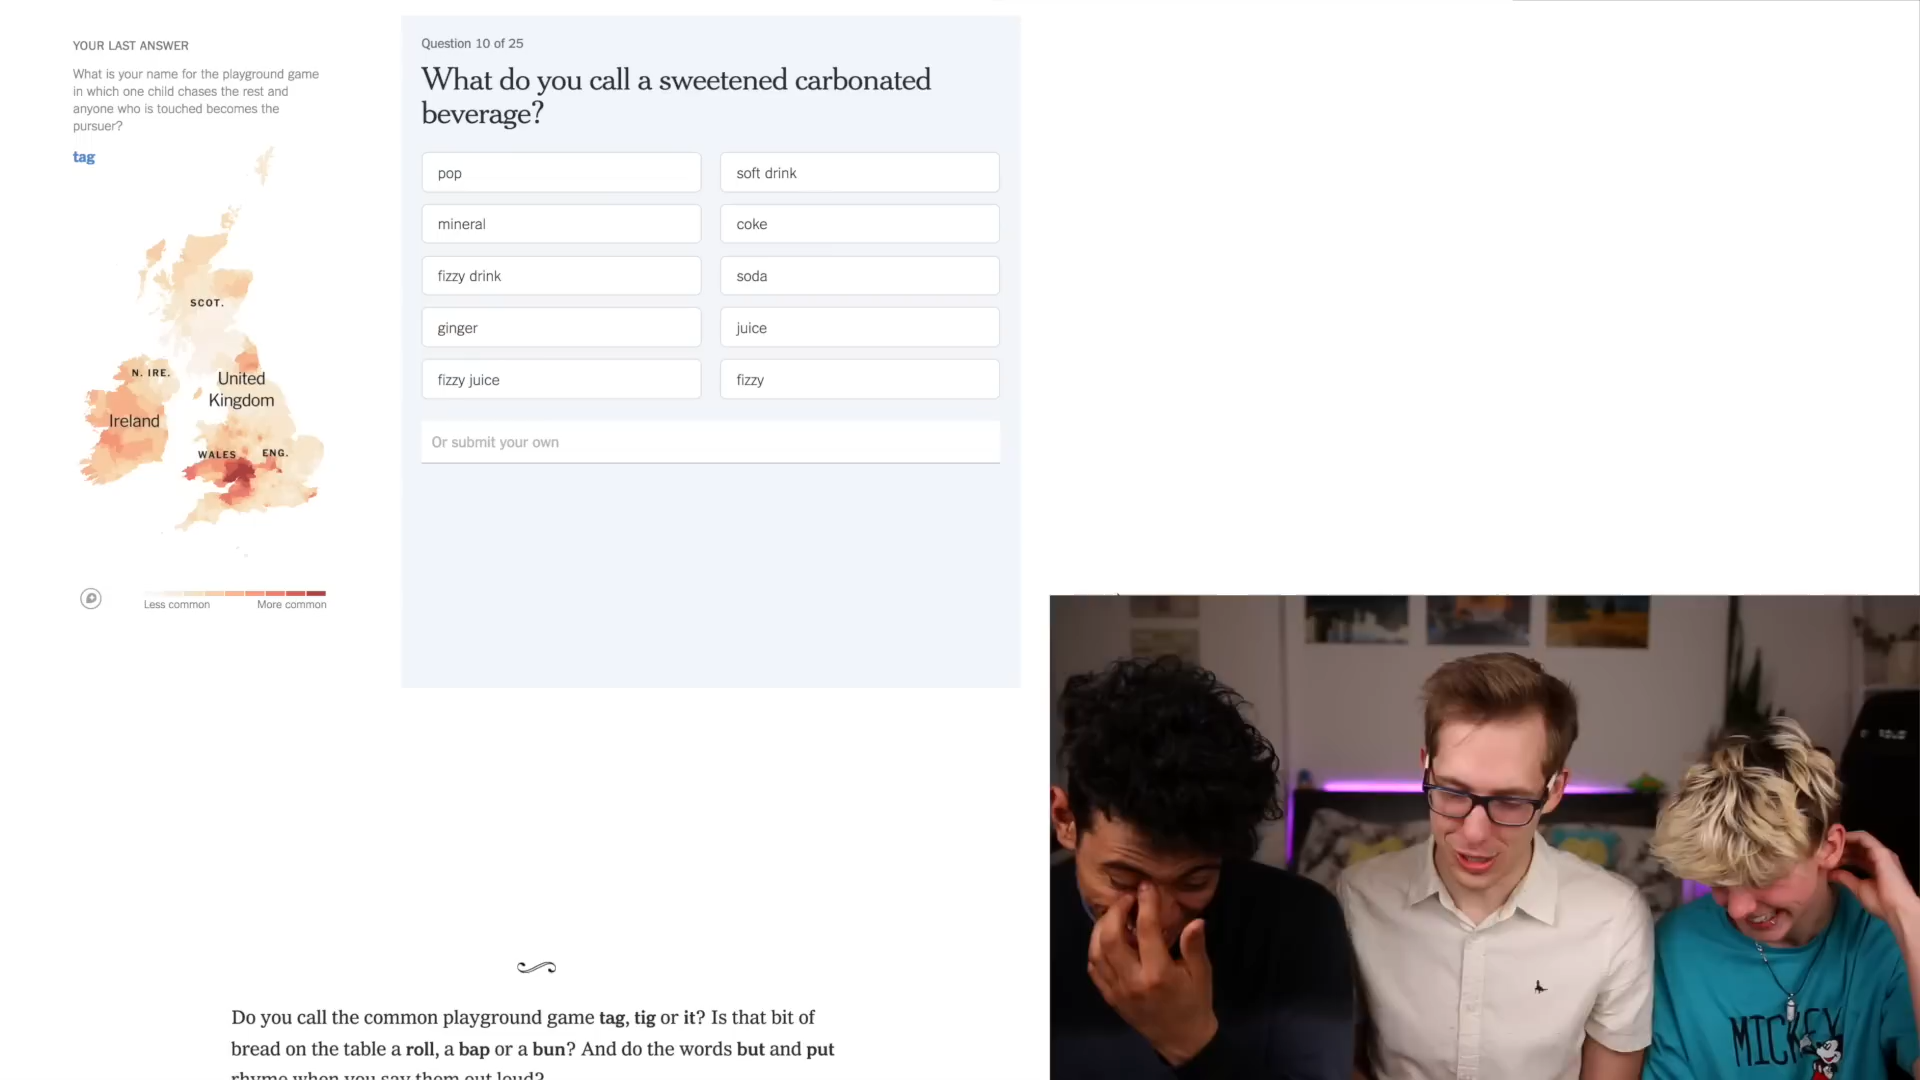 YOUR LAST ANSWER
What is your name for the playground game
in which one child chases the rest and
anyone who is touched becomes the
pursuer?
tag
SCOT.
N. IRE.
United
Kingdom
Ireland
WALES
ENG.
Less common
More common
Question 10 of 25
What do you call a sweetened carbonated
beverage?
pop
soft drink
mineral
coke
fizzy drink
soda
ginger
juice
fizzy juice
fizzy
Or submit your own
Do you call the common playground game tag, tig or it? Is that bit of
bread on the table a roll, a bap or a bun? And do the words but and put
rhyme when you say them out loud?
MICKEY